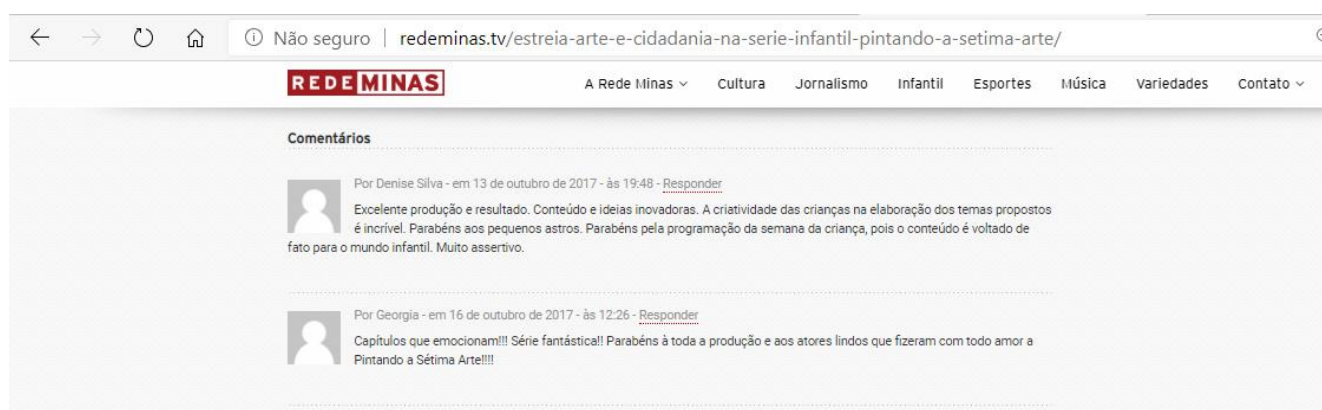 Não seguro | redeminas.tv/estreia-arte-e-cidadania-na-serie-infantil-pintando-a-setima-arte/
REDE MINAS A Rede Minas Cultura Jornalismo Infantil Esportes Música Variedades Contato
Comentários
Por Denise Silva - em 13 de outubro de 2017 - às 19:48 - Responder
Excelente produção e resultado. Conteúdo e ideias inovadoras. A criatividade das crianças na elaboração dos temas propostos
é incrível. Parabéns aos pequenos astros. Parabéns pela programação da semana da criança, pois o conteúdo é voltado de
fato para o mundo infantil. Muito assertivo.
Por Georgia - em 16 de outubro de 2017 - às 12:26 - Responder
Capítulos que emocionam!!! Série fantástica!! Parabéns à toda a produção e aos atores lindos que fizeram com todo amor a
Pintando a Sétima Arte!!!!